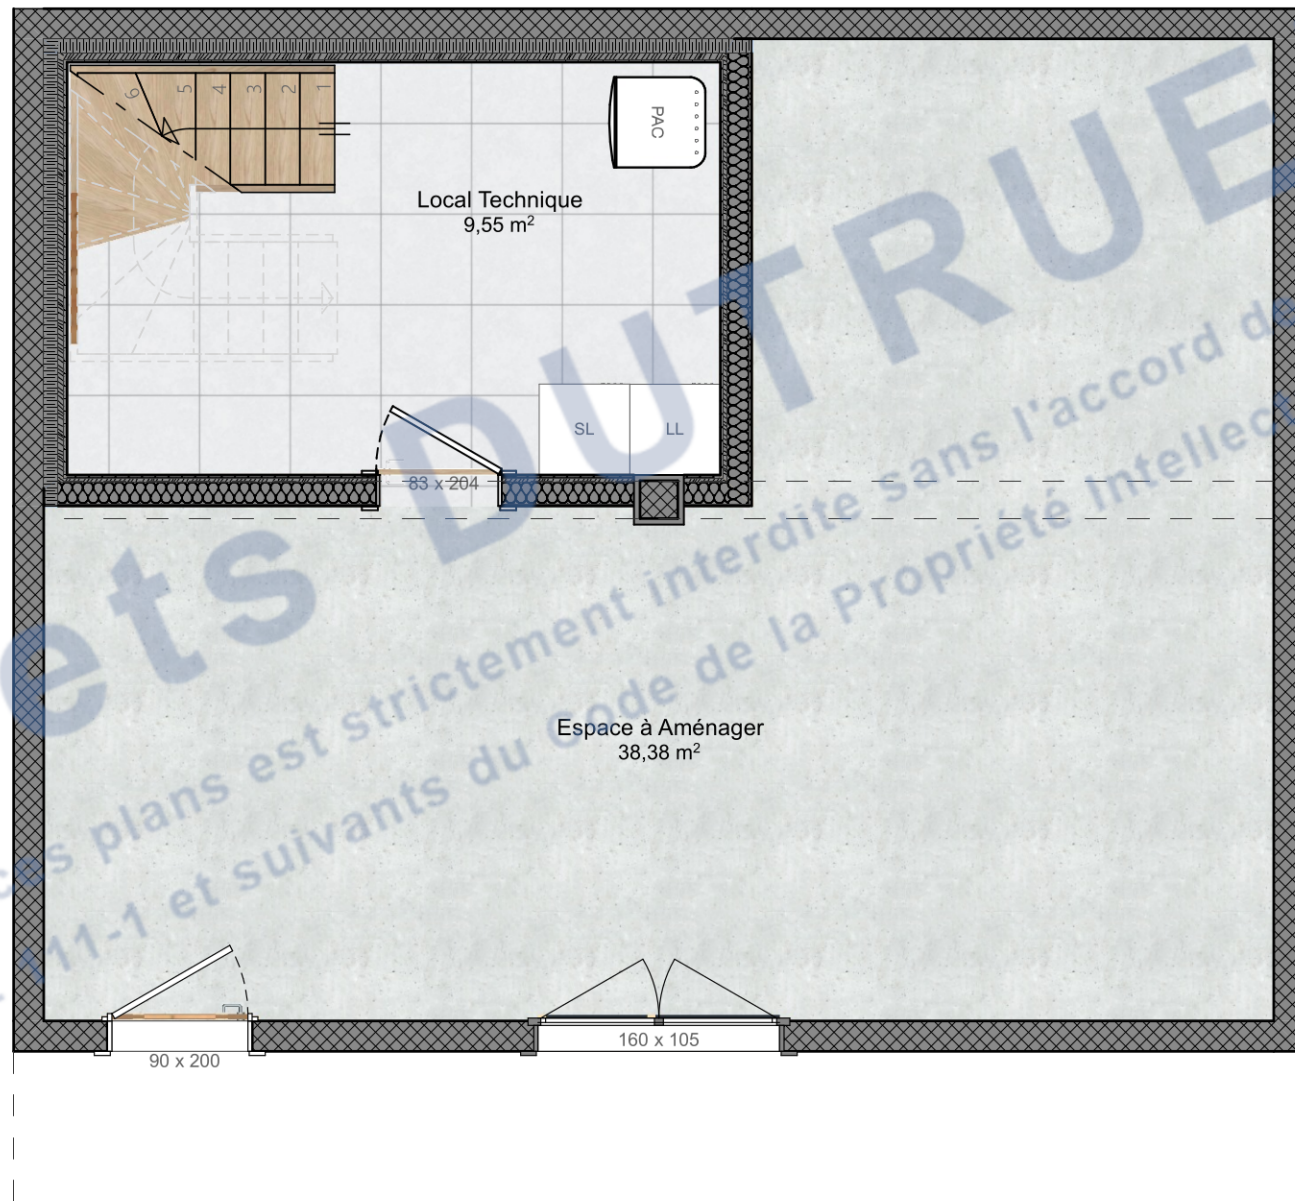 6
5
4
3
2
1
PAC
Local Technique
9,55 m²
SL
LL
83 x 204
ets DUTRUE
ces plans est strictement interdite sans l'accord de
111-1 et suivants du Code de la Propriété Intellect
Espace à Aménager
38,38 m²
160 x 105
90 x 200